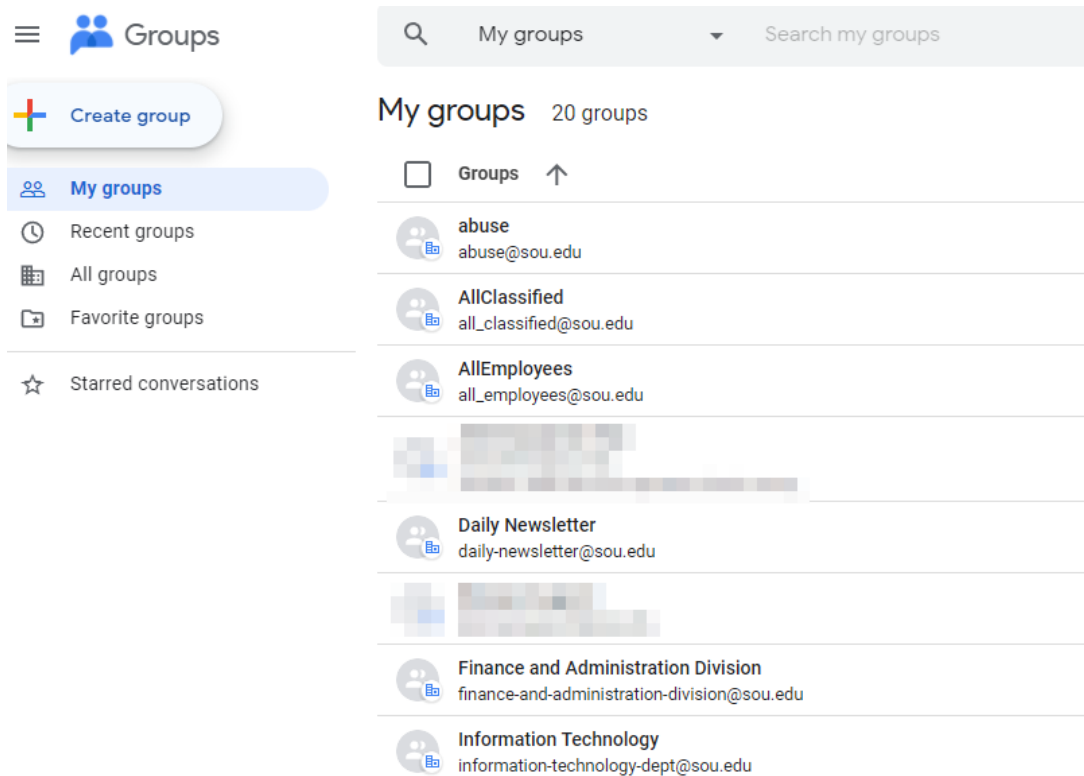 Groups
My groups
Search my groups
Create group
My groups
Recent groups
All groups
Favorite groups
Starred conversations
My groups 20 groups
Groups
abuse
abuse@sou.edu
AllClassified
all_classified@sou.edu
AllEmployees
all_employees@sou.edu
Daily Newsletter
daily-newsletter@sou.edu
Finance and Administration Division
finance-and-administration-division@sou.edu
Information Technology
information-technology-dept@sou.edu